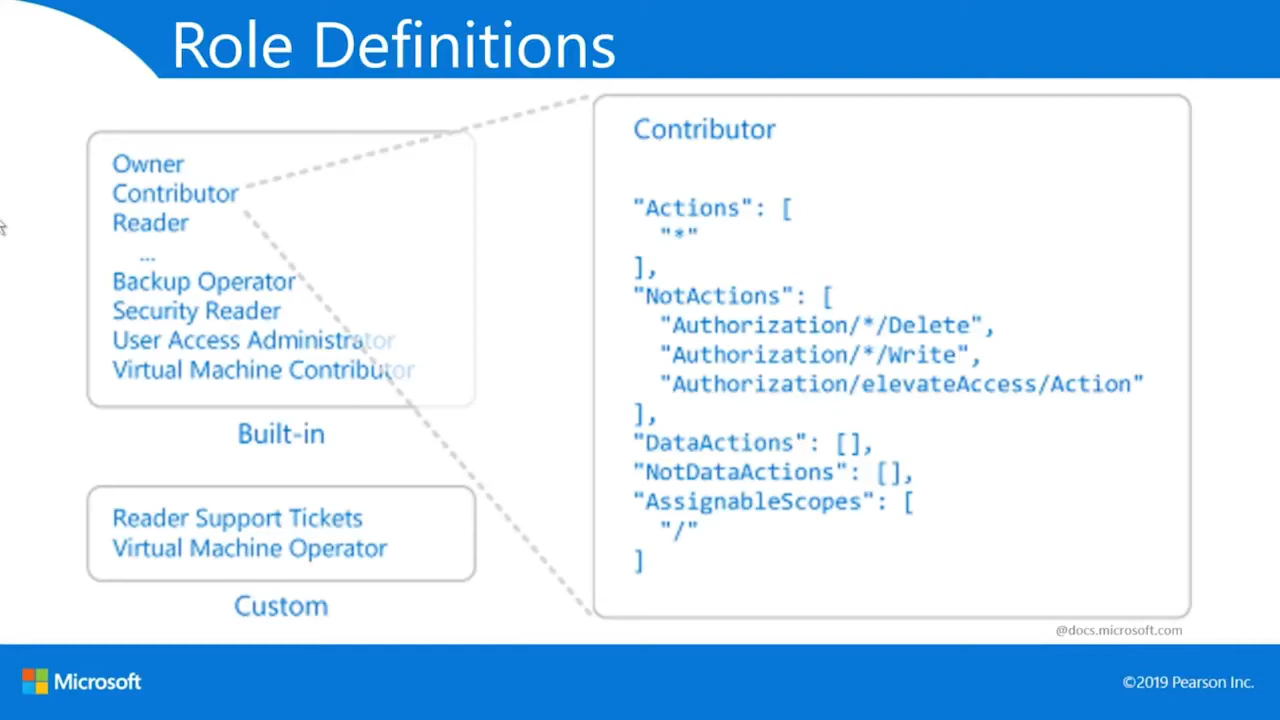 Role Definitions
Owner
Contributor
Reader
...
Backup Operator
Security Reader
User Access Administrator
Virtual Machine Contributor
Built-in
Reader Support Tickets
Virtual Machine Operator
Custom
Contributor
"Actions": [
"*"
],
"NotActions": [
"Authorization/*/Delete",
"Authorization/*/Write",
"Authorization/elevateAccess/Action"
],
"DataActions": [],
"NotDataActions": [],
"AssignableScopes": [
"/"
]
@docs.microsoft.com
Microsoft
©2019 Pearson Inc.